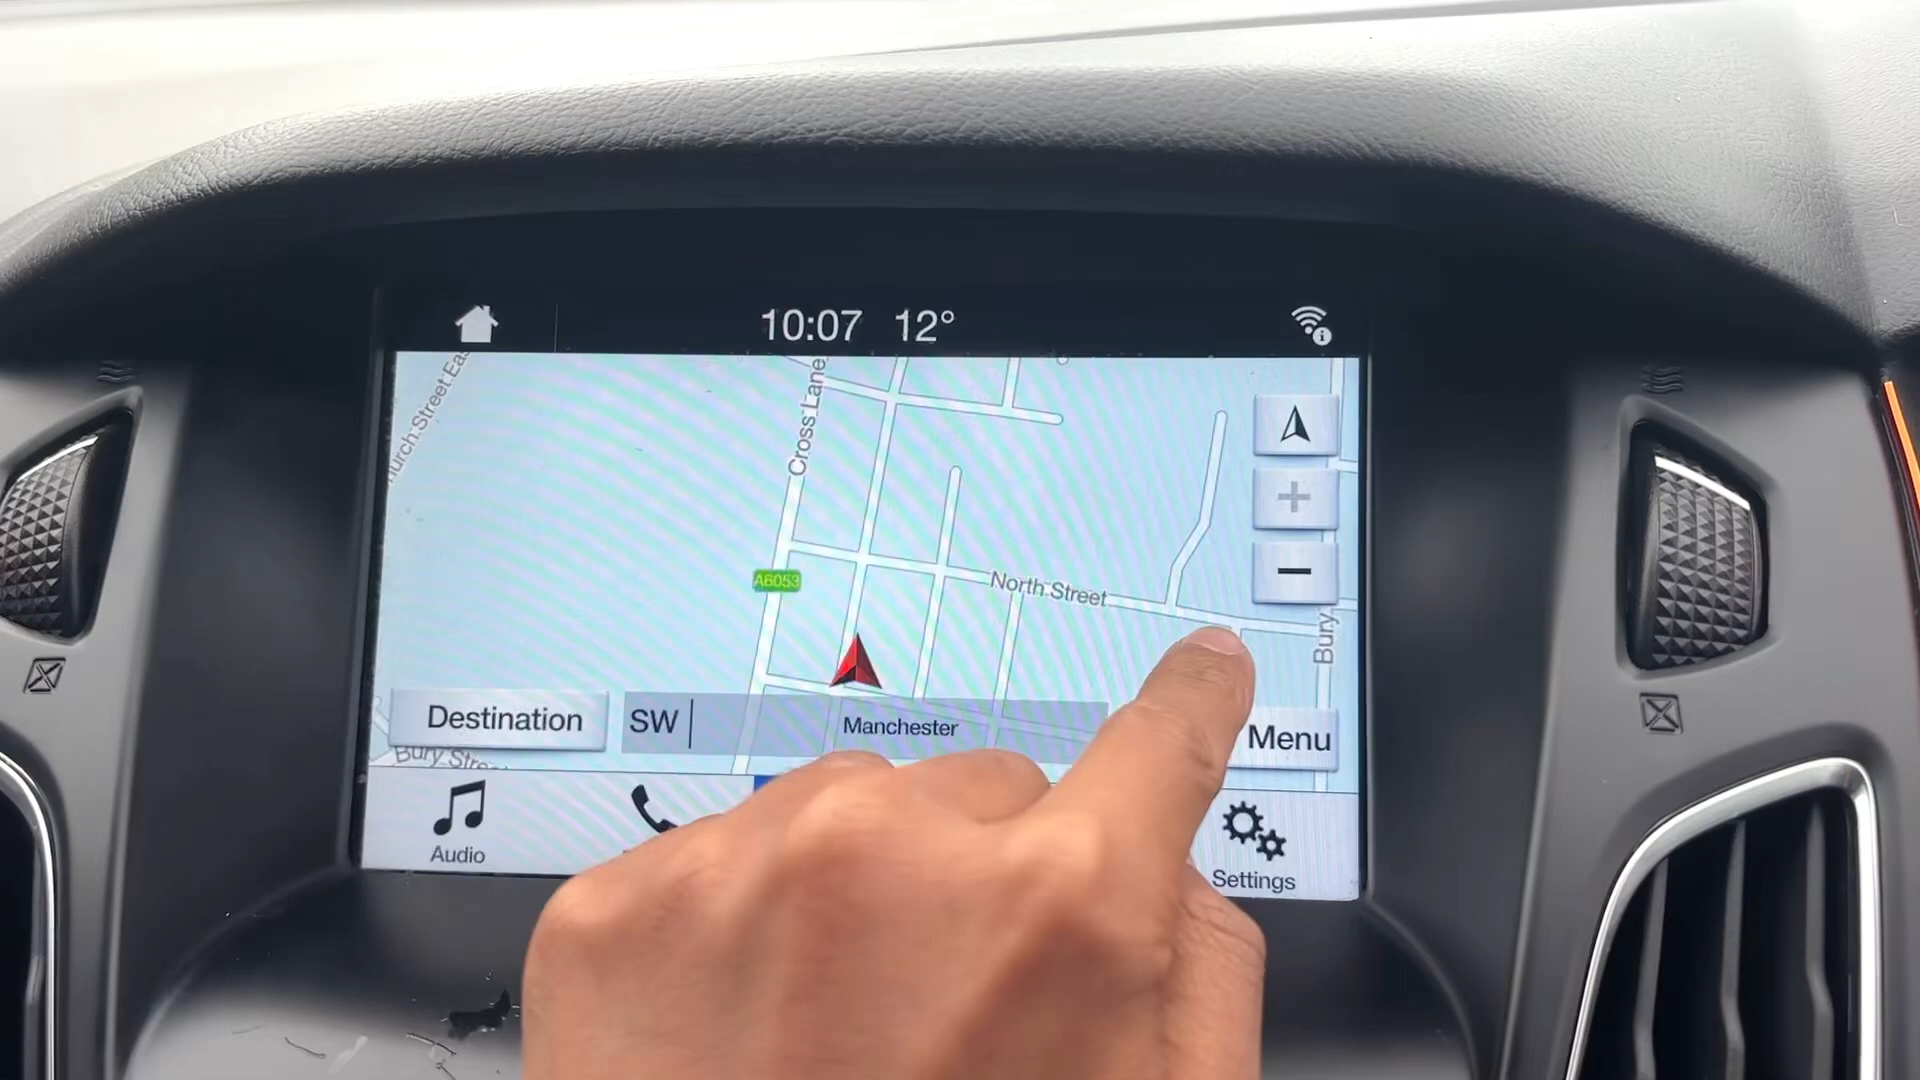 10:07 12°
Cross Lane
A6053
North Street
Bury
Destination
SW
Manchester
Menu
Audio
Settings